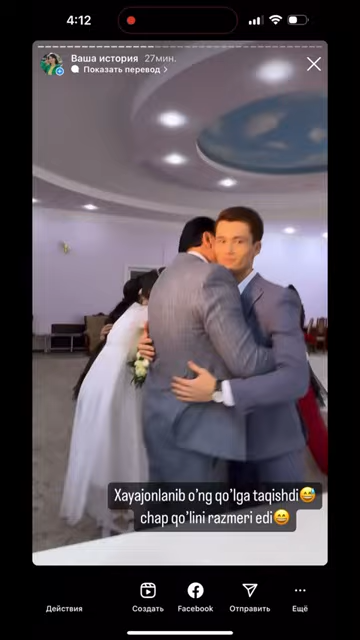 4:12
Ваша история 27мин.
Показать перевод >
Xayajonlanib o'ng qo'lga taqishdi😅
chap qo'lini razmeri edi😄
Действия
Создать
Facebook
Отправить
Ещё